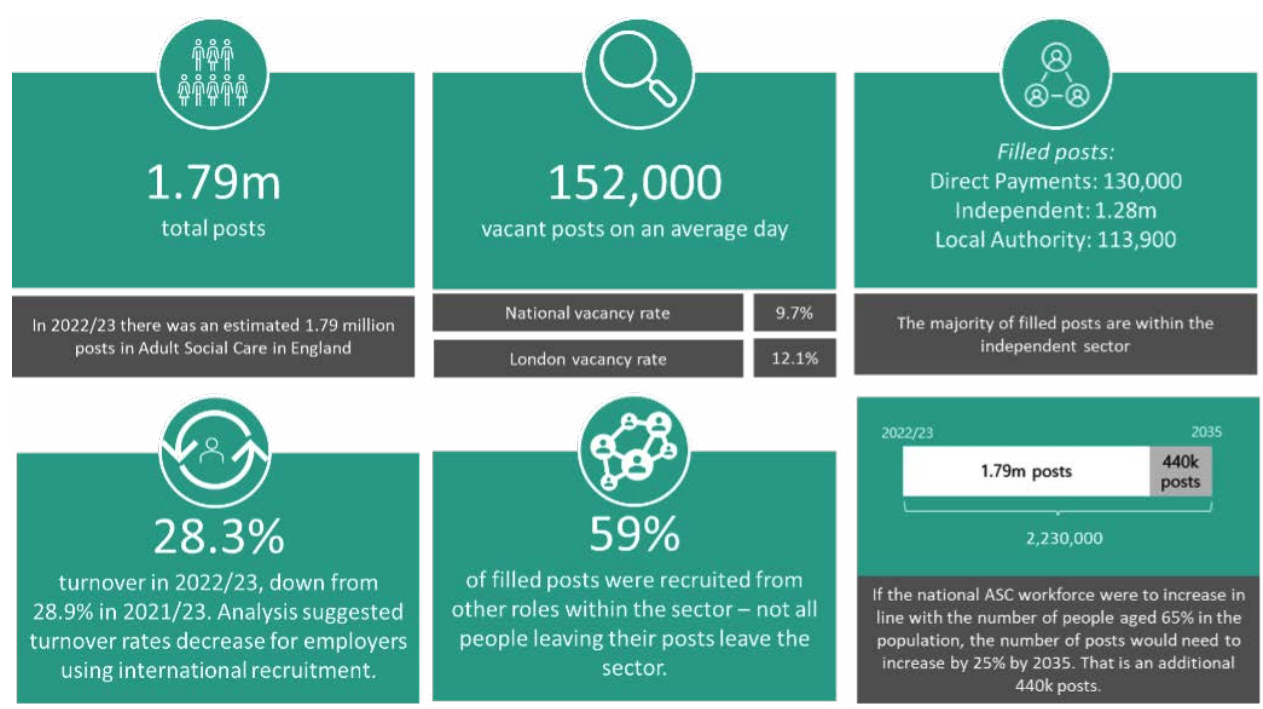 1.79m
total posts
In 2022/23 there was an estimated 1.79 million
posts in Adult Social Care in England
152,000
vacant posts on an average day
National vacancy rate 9.7%
London vacancy rate 12.1%
Filled posts:
Direct Payments: 130,000
Independent: 1.28m
Local Authority: 113,900
The majority of filled posts are within the
independent sector
28.3%
turnover in 2022/23, down from
28.9% in 2021/23. Analysis suggested
turnover rates decrease for employers
using international recruitment.
59%
of filled posts were recruited from
other roles within the sector – not all
people leaving their posts leave the
sector.
2022/23 2035
1.79m posts
440k
posts
2,230,000
If the national ASC workforce were to increase in
line with the number of people aged 65% in the
population, the number of posts would need to
increase by 25% by 2035. That is an additional
440k posts.